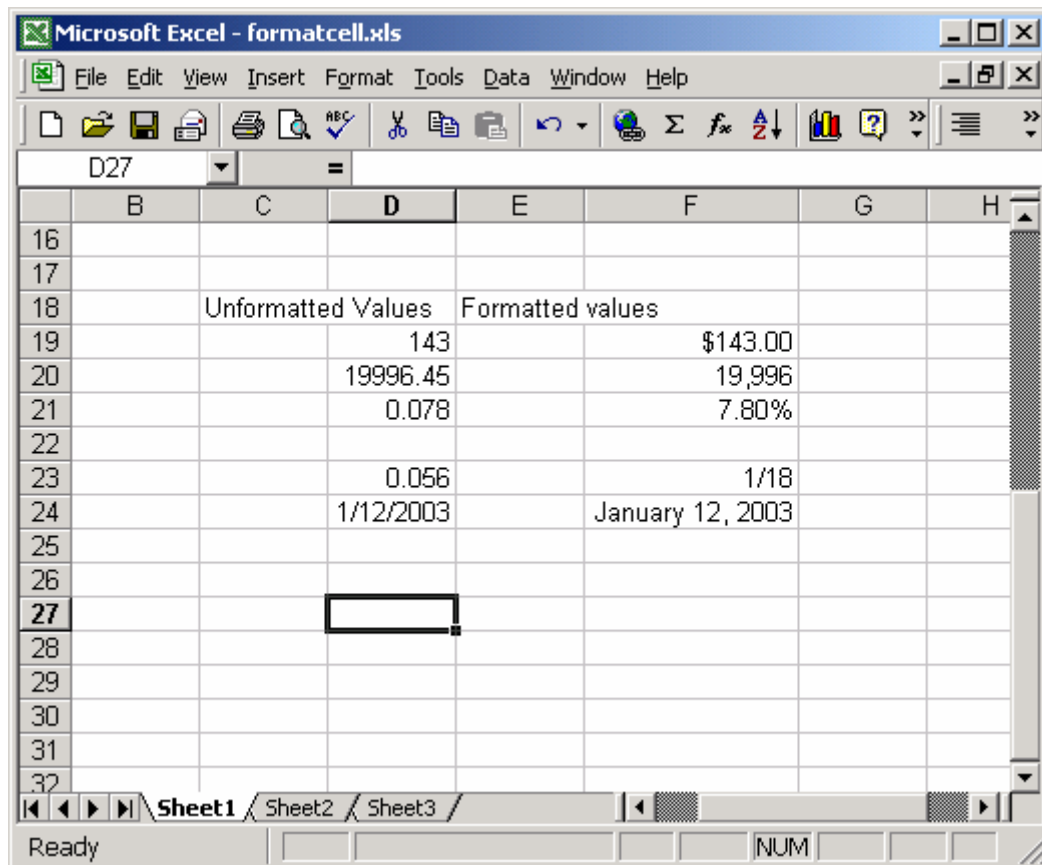 Microsoft Excel - formatcell.xls
File Edit View Insert Format Tools Data Window Help
ABC Σ fx A Z ? » »
D27 =
B C D E F G H
16
17
18 Unformatted Values Formatted values
19 143 $143.00
20 19996.45 19,996
21 0.078 7.80%
22
23 0.056 1/18
24 1/12/2003 January 12, 2003
25
26
27
28
29
30
31
32
Sheet1 Sheet2 Sheet3
Ready NUM